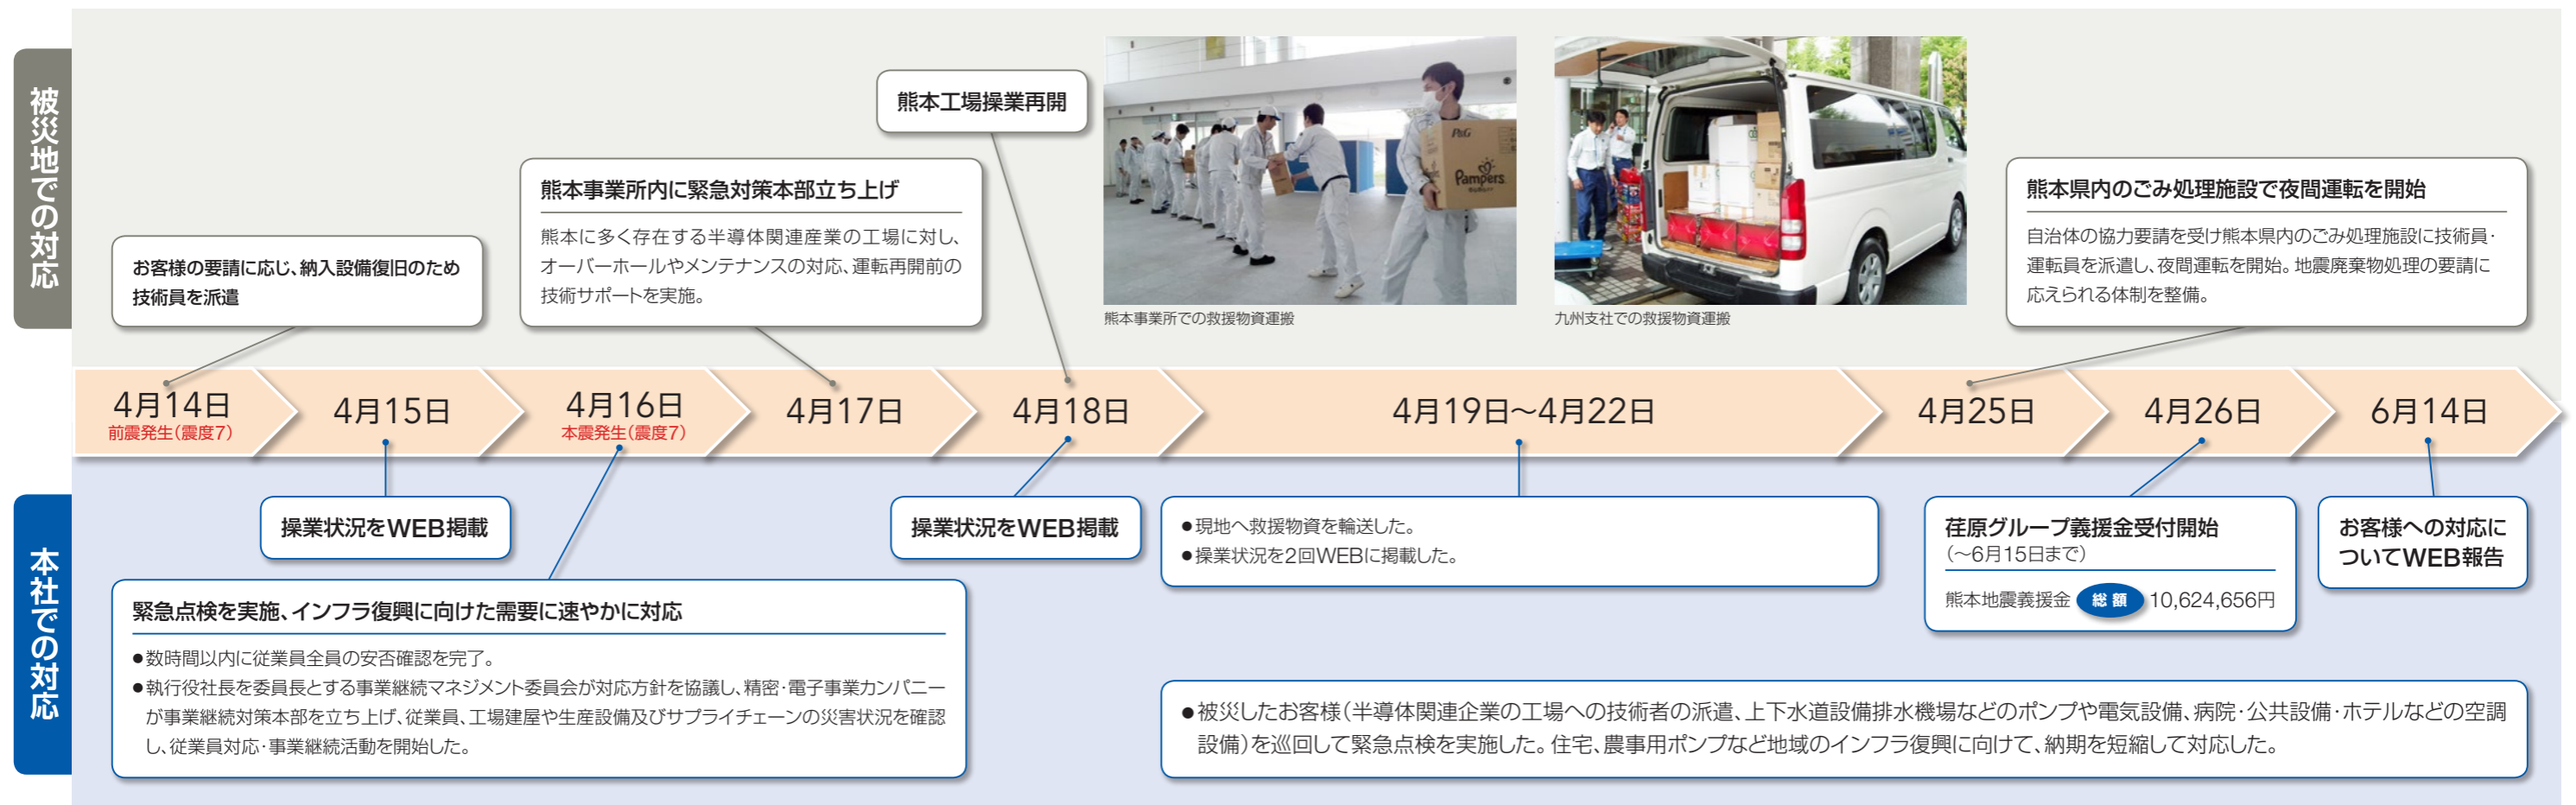 被災地での対応
お客様の要請に応じ、納入設備復旧のため
技術員を派遣
熊本事業所内に緊急対策本部立ち上げ
熊本に多く存在する半導体関連産業の工場に対し、
オーバーホールやメンテナンスの対応、運転再開前の
技術サポートを実施。
熊本工場操業再開
P&G
Pampers
熊本事業所での救援物資運搬
九州支社での救援物資運搬
熊本県内のごみ処理施設で夜間運転を開始
自治体の協力要請を受け熊本県内のごみ処理施設に技術員・
運転員を派遣し、夜間運転を開始。地震廃棄物処理の要請に
応えられる体制を整備。
4月14日
前震発生(震度7)
4月15日
4月16日
本震発生(震度7)
4月17日
4月18日
4月19日〜4月22日
4月25日
4月26日
6月14日
本社での対応
操業状況をWEB掲載
緊急点検を実施、インフラ復興に向けた需要に速やかに対応
●数時間以内に従業員全員の安否確認を完了。
●執行役社長を委員長とする事業継続マネジメント委員会が対応方針を協議し、精密・電子事業カンパニー
が事業継続対策本部を立ち上げ、従業員、工場建屋や生産設備及びサプライチェーンの災害状況を確認
し、従業員対応・事業継続活動を開始した。
操業状況をWEB掲載
●現地へ救援物資を輸送した。
●操業状況を2回WEBに掲載した。
荏原グループ義援金受付開始
(〜6月15日まで)
熊本地震義援金 総額 10,624,656円
お客様への対応に
ついてWEB報告
●被災したお客様(半導体関連企業の工場への技術者の派遣、上下水道設備排水機場などのポンプや電気設備、病院・公共設備・ホテルなどの空調
設備)を巡回して緊急点検を実施した。住宅、農事用ポンプなど地域のインフラ復興に向けて、納期を短縮して対応した。